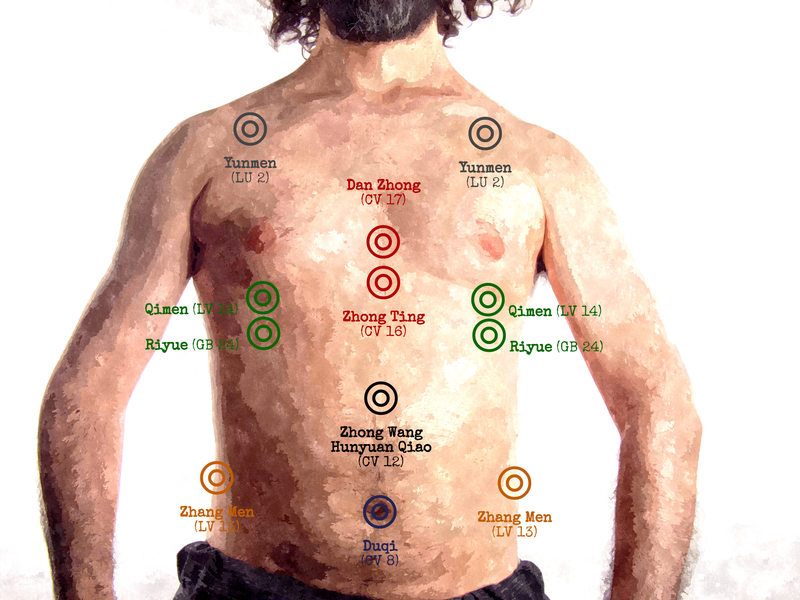 Yunmen
(LU 2)
Yunmen
(LU 2)
Dan Zhong
(CV 17)
Zhong Ting
(CV 16)
Qimen (LV 14)
Qimen (LV 14)
Riyue (GB 24)
Riyue (GB 24)
Zhong Wang
Hunyuan Qiao
(CV 12)
Zhang Men
(LV 13)
Zhang Men
(LV 13)
Duqi
(CV 8)